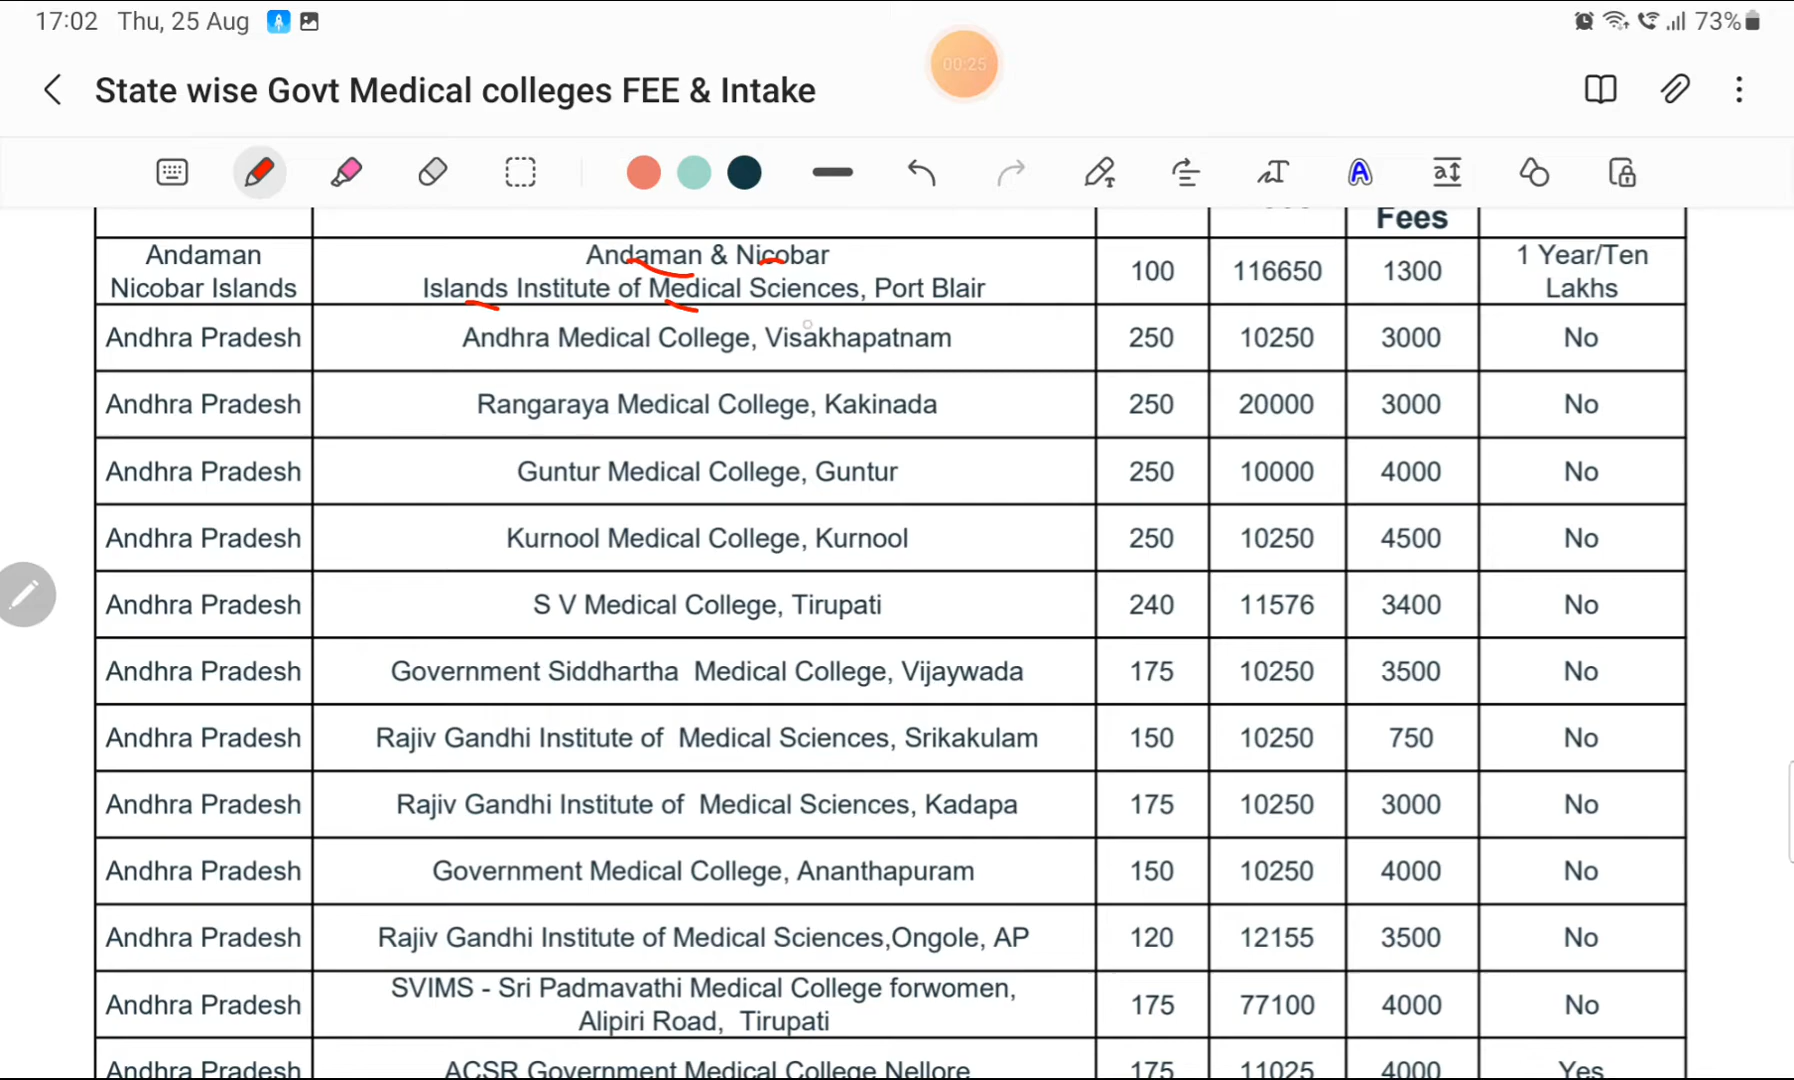 17:02 Thu, 25 Aug
73%
00:25
State wise Govt Medical colleges FEE & Intake
Fees
Andaman Nicobar Islands | Andaman & Nicobar Islands Institute of Medical Sciences, Port Blair | 100 | 116650 | 1300 | 1 Year/Ten Lakhs
Andhra Pradesh | Andhra Medical College, Visakhapatnam | 250 | 10250 | 3000 | No
Andhra Pradesh | Rangaraya Medical College, Kakinada | 250 | 20000 | 3000 | No
Andhra Pradesh | Guntur Medical College, Guntur | 250 | 10000 | 4000 | No
Andhra Pradesh | Kurnool Medical College, Kurnool | 250 | 10250 | 4500 | No
Andhra Pradesh | S V Medical College, Tirupati | 240 | 11576 | 3400 | No
Andhra Pradesh | Government Siddhartha Medical College, Vijaywada | 175 | 10250 | 3500 | No
Andhra Pradesh | Rajiv Gandhi Institute of Medical Sciences, Srikakulam | 150 | 10250 | 750 | No
Andhra Pradesh | Rajiv Gandhi Institute of Medical Sciences, Kadapa | 175 | 10250 | 3000 | No
Andhra Pradesh | Government Medical College, Ananthapuram | 150 | 10250 | 4000 | No
Andhra Pradesh | Rajiv Gandhi Institute of Medical Sciences,Ongole, AP | 120 | 12155 | 3500 | No
Andhra Pradesh | SVIMS - Sri Padmavathi Medical College forwomen, Alipiri Road, Tirupati | 175 | 77100 | 4000 | No
Andhra Pradesh | ACSR Government Medical College Nellore | 175 | 11025 | 4000 | Yes